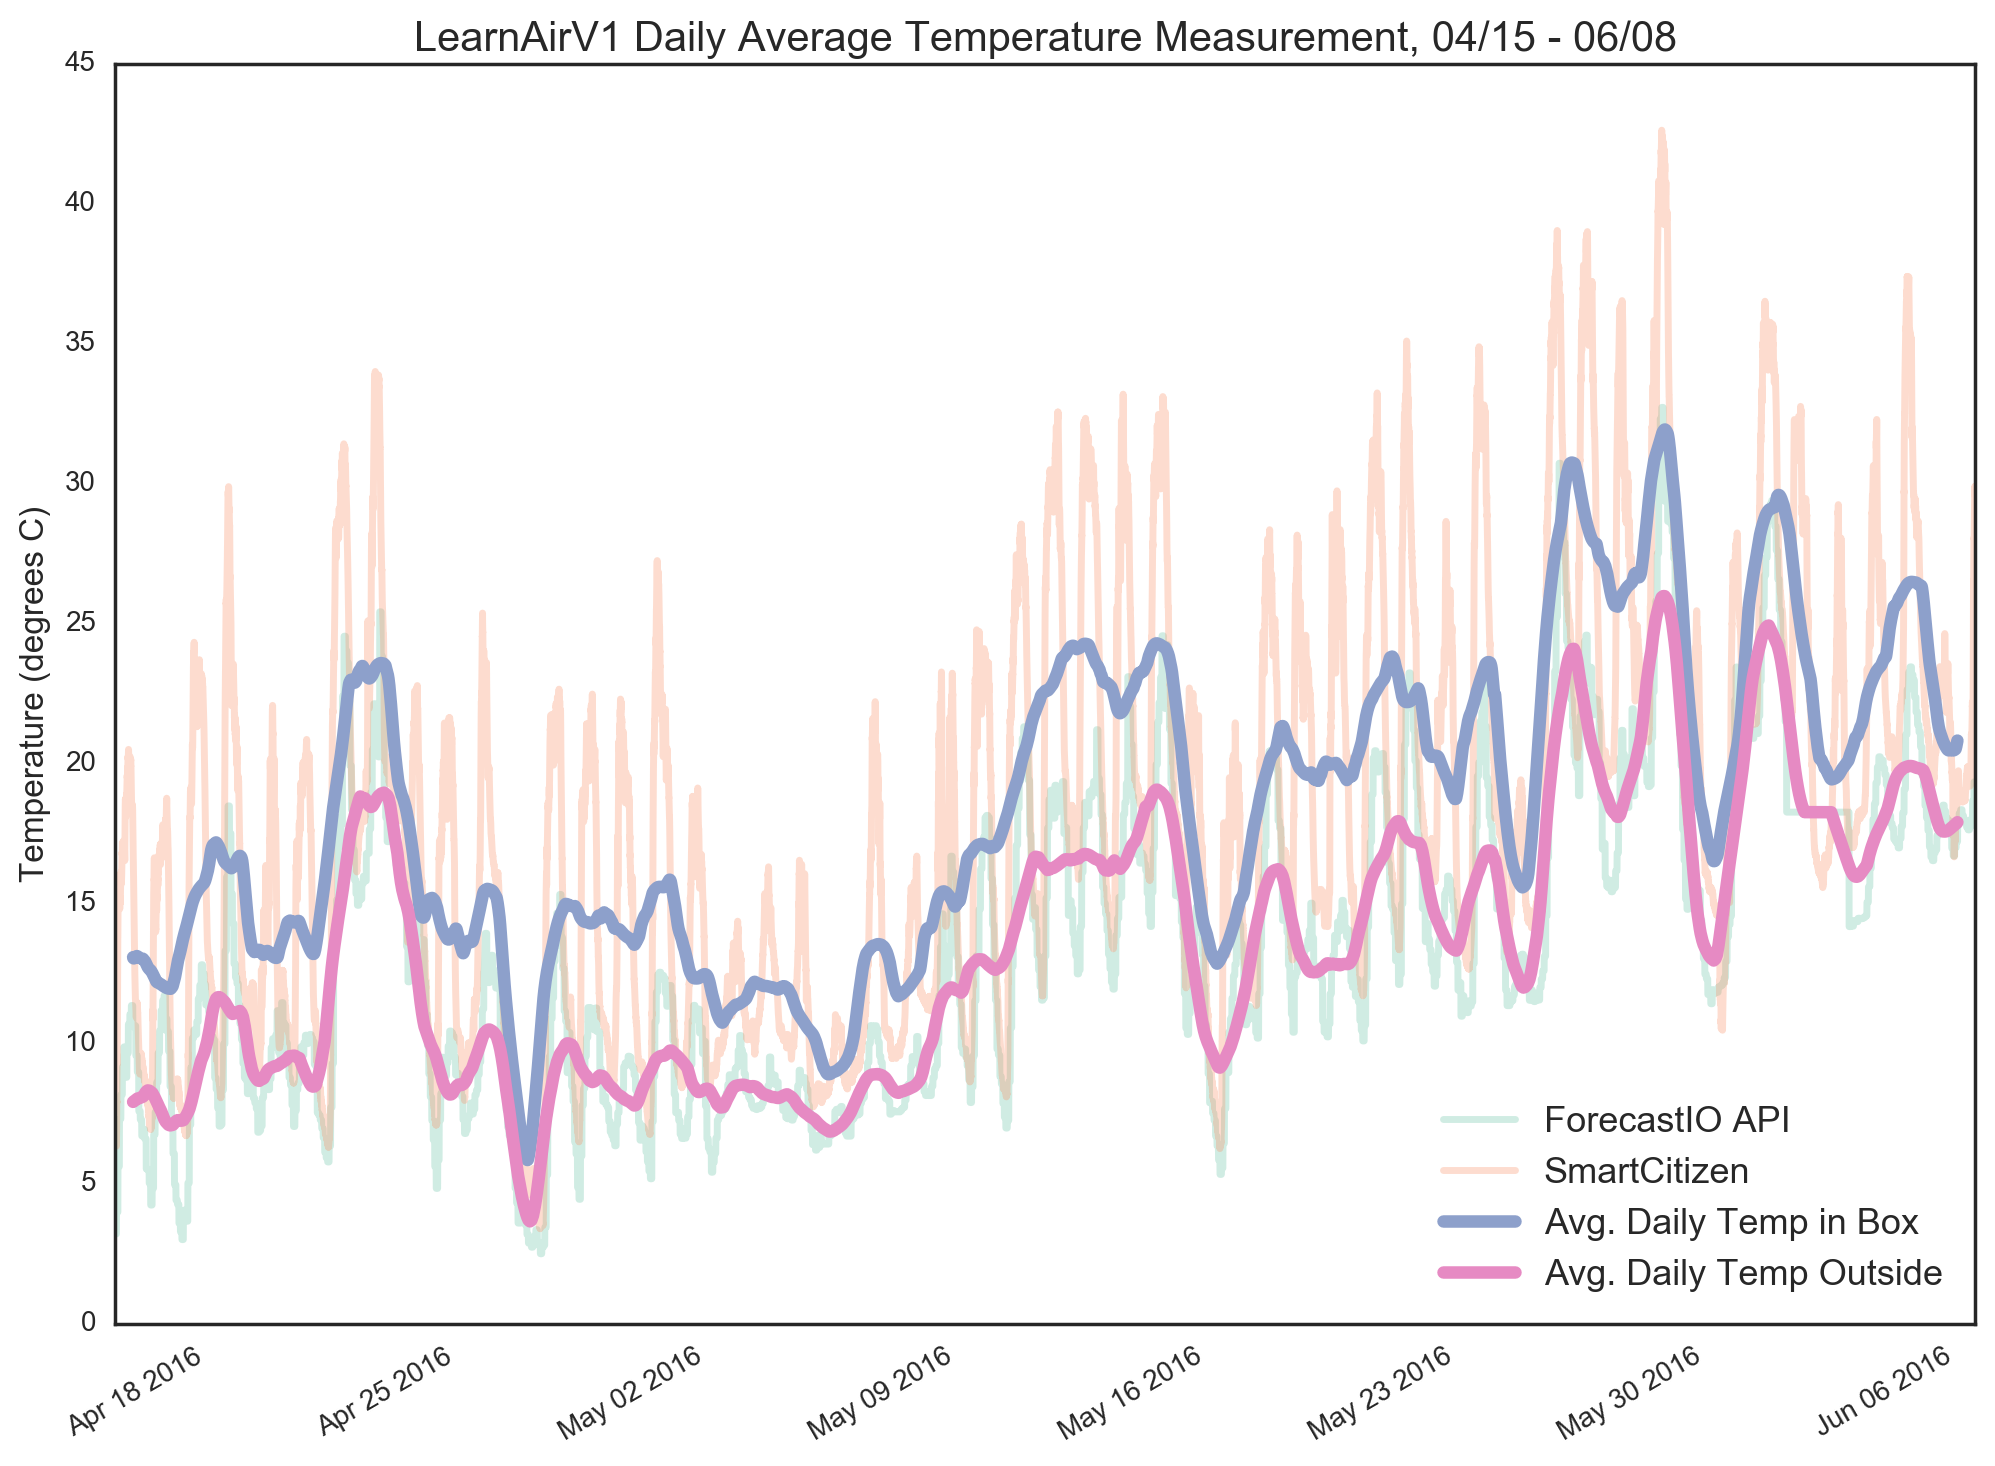 LearnAirV1 Daily Average Temperature Measurement, 04/15 - 06/08
Temperature (degrees C)
45
40
35
30
25
20
15
10
5
0
ForecastIO API
SmartCitizen
Avg. Daily Temp in Box
Avg. Daily Temp Outside
Apr 18 2016
Apr 25 2016
May 02 2016
May 09 2016
May 16 2016
May 23 2016
May 30 2016
Jun 06 2016